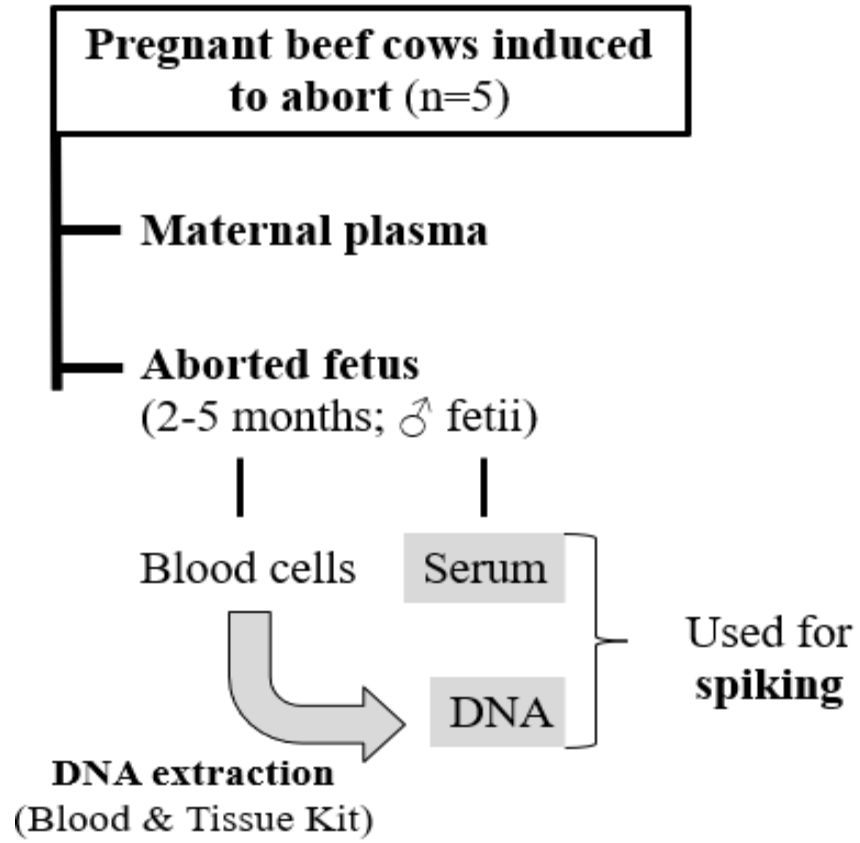 Pregnant beef cows induced
to abort (n=5)
Maternal plasma
Aborted fetus
(2-5 months; ♂ fetii)
Blood cells
Serum
Used for
spiking
DNA
DNA extraction
(Blood & Tissue Kit)